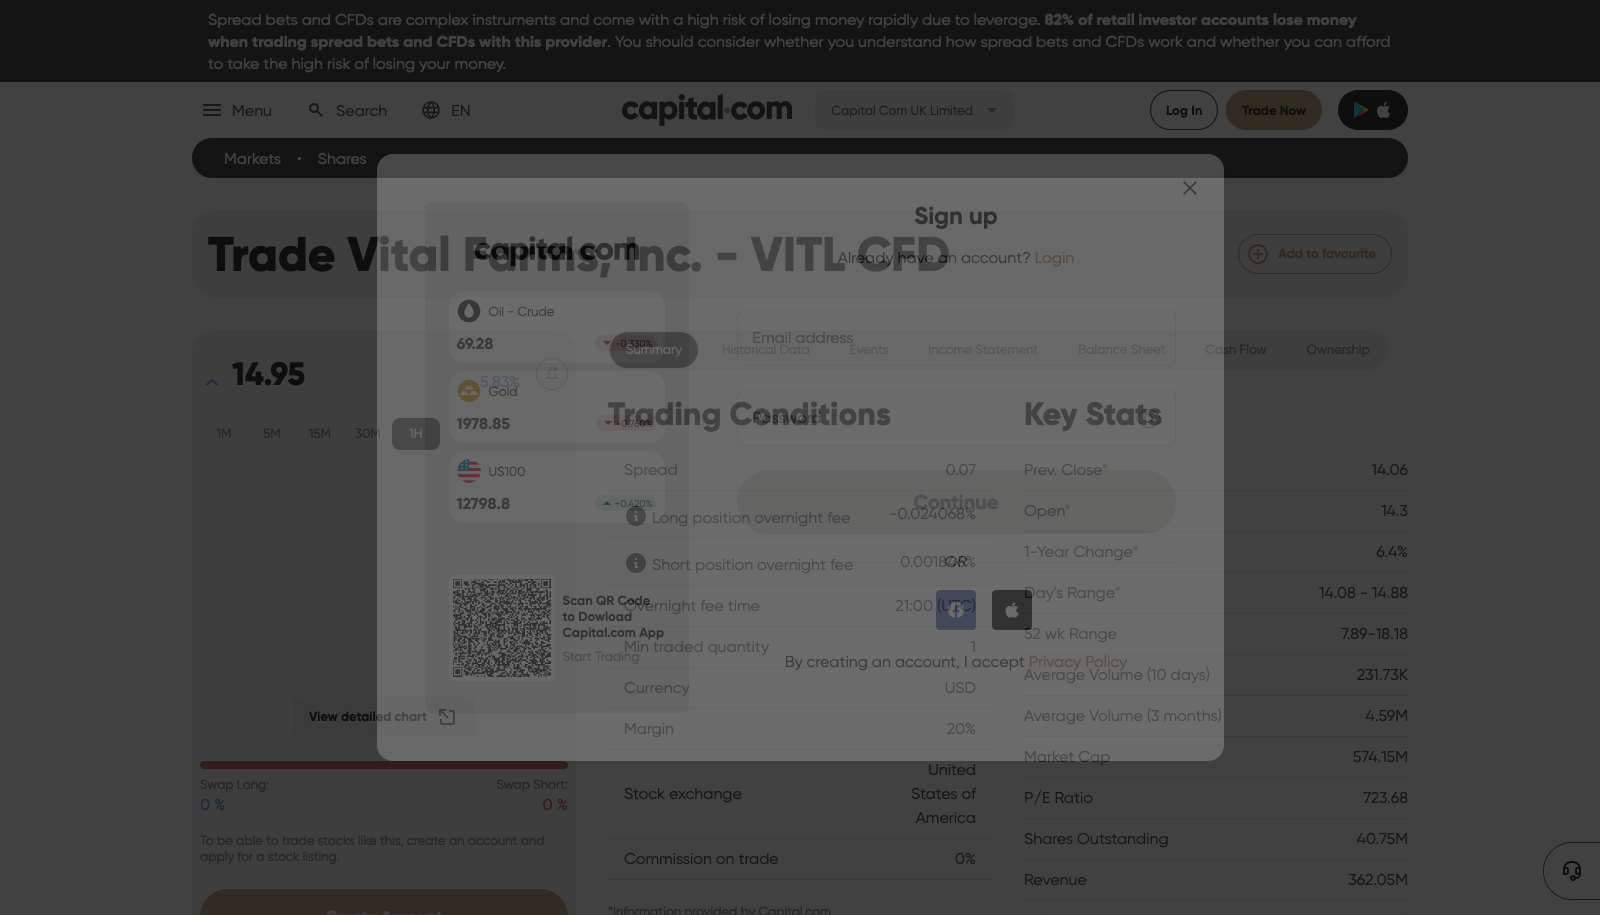 Spread bets and CFDs are complex instruments and come with a high risk of losing money rapidly due to leverage. 82% of retail investor accounts lose money
when trading spread bets and CFDs with this provider. You should consider whether you understand how spread bets and CFDs work and whether you can afford
to take the high risk of losing your money.
Menu
Search
EN
capital.com
Capital Com UK Limited
Log In
Trade Now
Markets • Shares
Trade Vital Farms, Inc. - VITL CFD
Add to favourite
14.95
5.83%
1M
5M
15M
30M
1H
View detailed chart
Swap Long:
Swap Short:
0 %
0 %
To be able to trade stocks like this, create an account and
apply for a stock listing.
Create Account
Summary
Historical Data
Events
Income Statement
Balance Sheet
Cash Flow
Ownership
Trading Conditions
Spread 0.07
Long position overnight fee -0.024068%
Short position overnight fee
Overnight fee time 21:00 (UTC)
Min traded quantity 1
Currency USD
Margin 20%
Stock exchange
United
States of
America
Commission on trade 0%
*Information provided by Capital.com
Key Stats
Prev. Close* 14.06
Open* 14.3
1-Year Change* 6.4%
Day's Range* 14.08 - 14.88
52 wk Range 7.89-18.18
Average Volume (10 days) 231.73K
Average Volume (3 months) 4.59M
Market Cap 574.15M
P/E Ratio 723.68
Shares Outstanding 40.75M
Revenue 362.05M
capital.com
Oil - Crude
69.28
-0.330%
Gold
1978.85
US100
12798.8
+0.420%
Scan QR Code
to Dowload
Capital.com App
Start Trading
Sign up
Already have an account? Login
Email address
Password
Continue
OR
By creating an account, I accept Privacy Policy